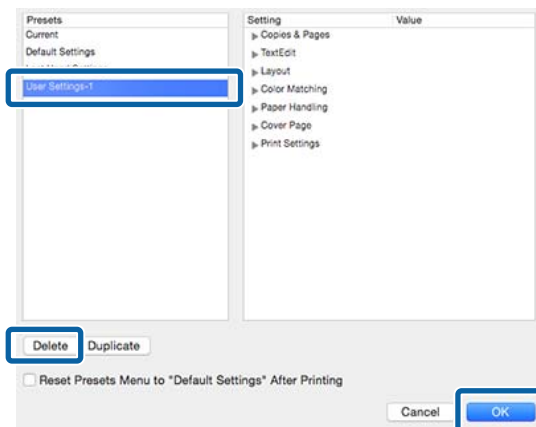 Presets
Current
Default Settings
User Settings-1
Setting Value
Copies & Pages
TextEdit
Layout
Color Matching
Paper Handling
Cover Page
Print Settings
Delete Duplicate
Reset Presets Menu to "Default Settings" After Printing
Cancel OK